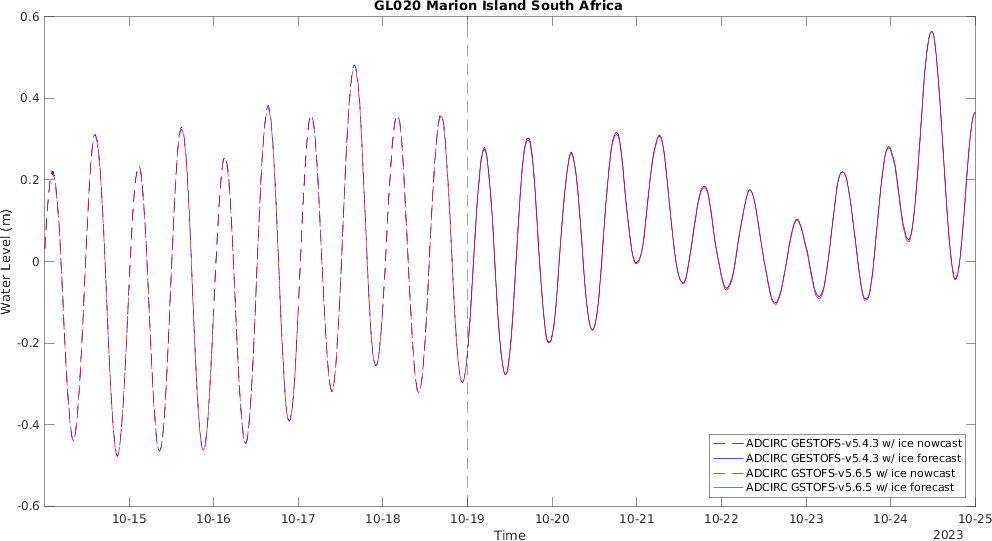 GL020 Marion Island South Africa
0.6
0.4
0.2
0
-0.2
-0.4
-0.6
Water Level (m)
10-15
10-16
10-17
10-18
10-19
10-20
10-21
10-22
10-23
10-24
10-25
Time
2023
ADCIRC GESTOFS-v5.4.3 w/ ice nowcast
ADCIRC GESTOFS-v5.4.3 w/ ice forecast
ADCIRC GSTOFS-v5.6.5 w/ ice nowcast
ADCIRC GSTOFS-v5.6.5 w/ ice forecast